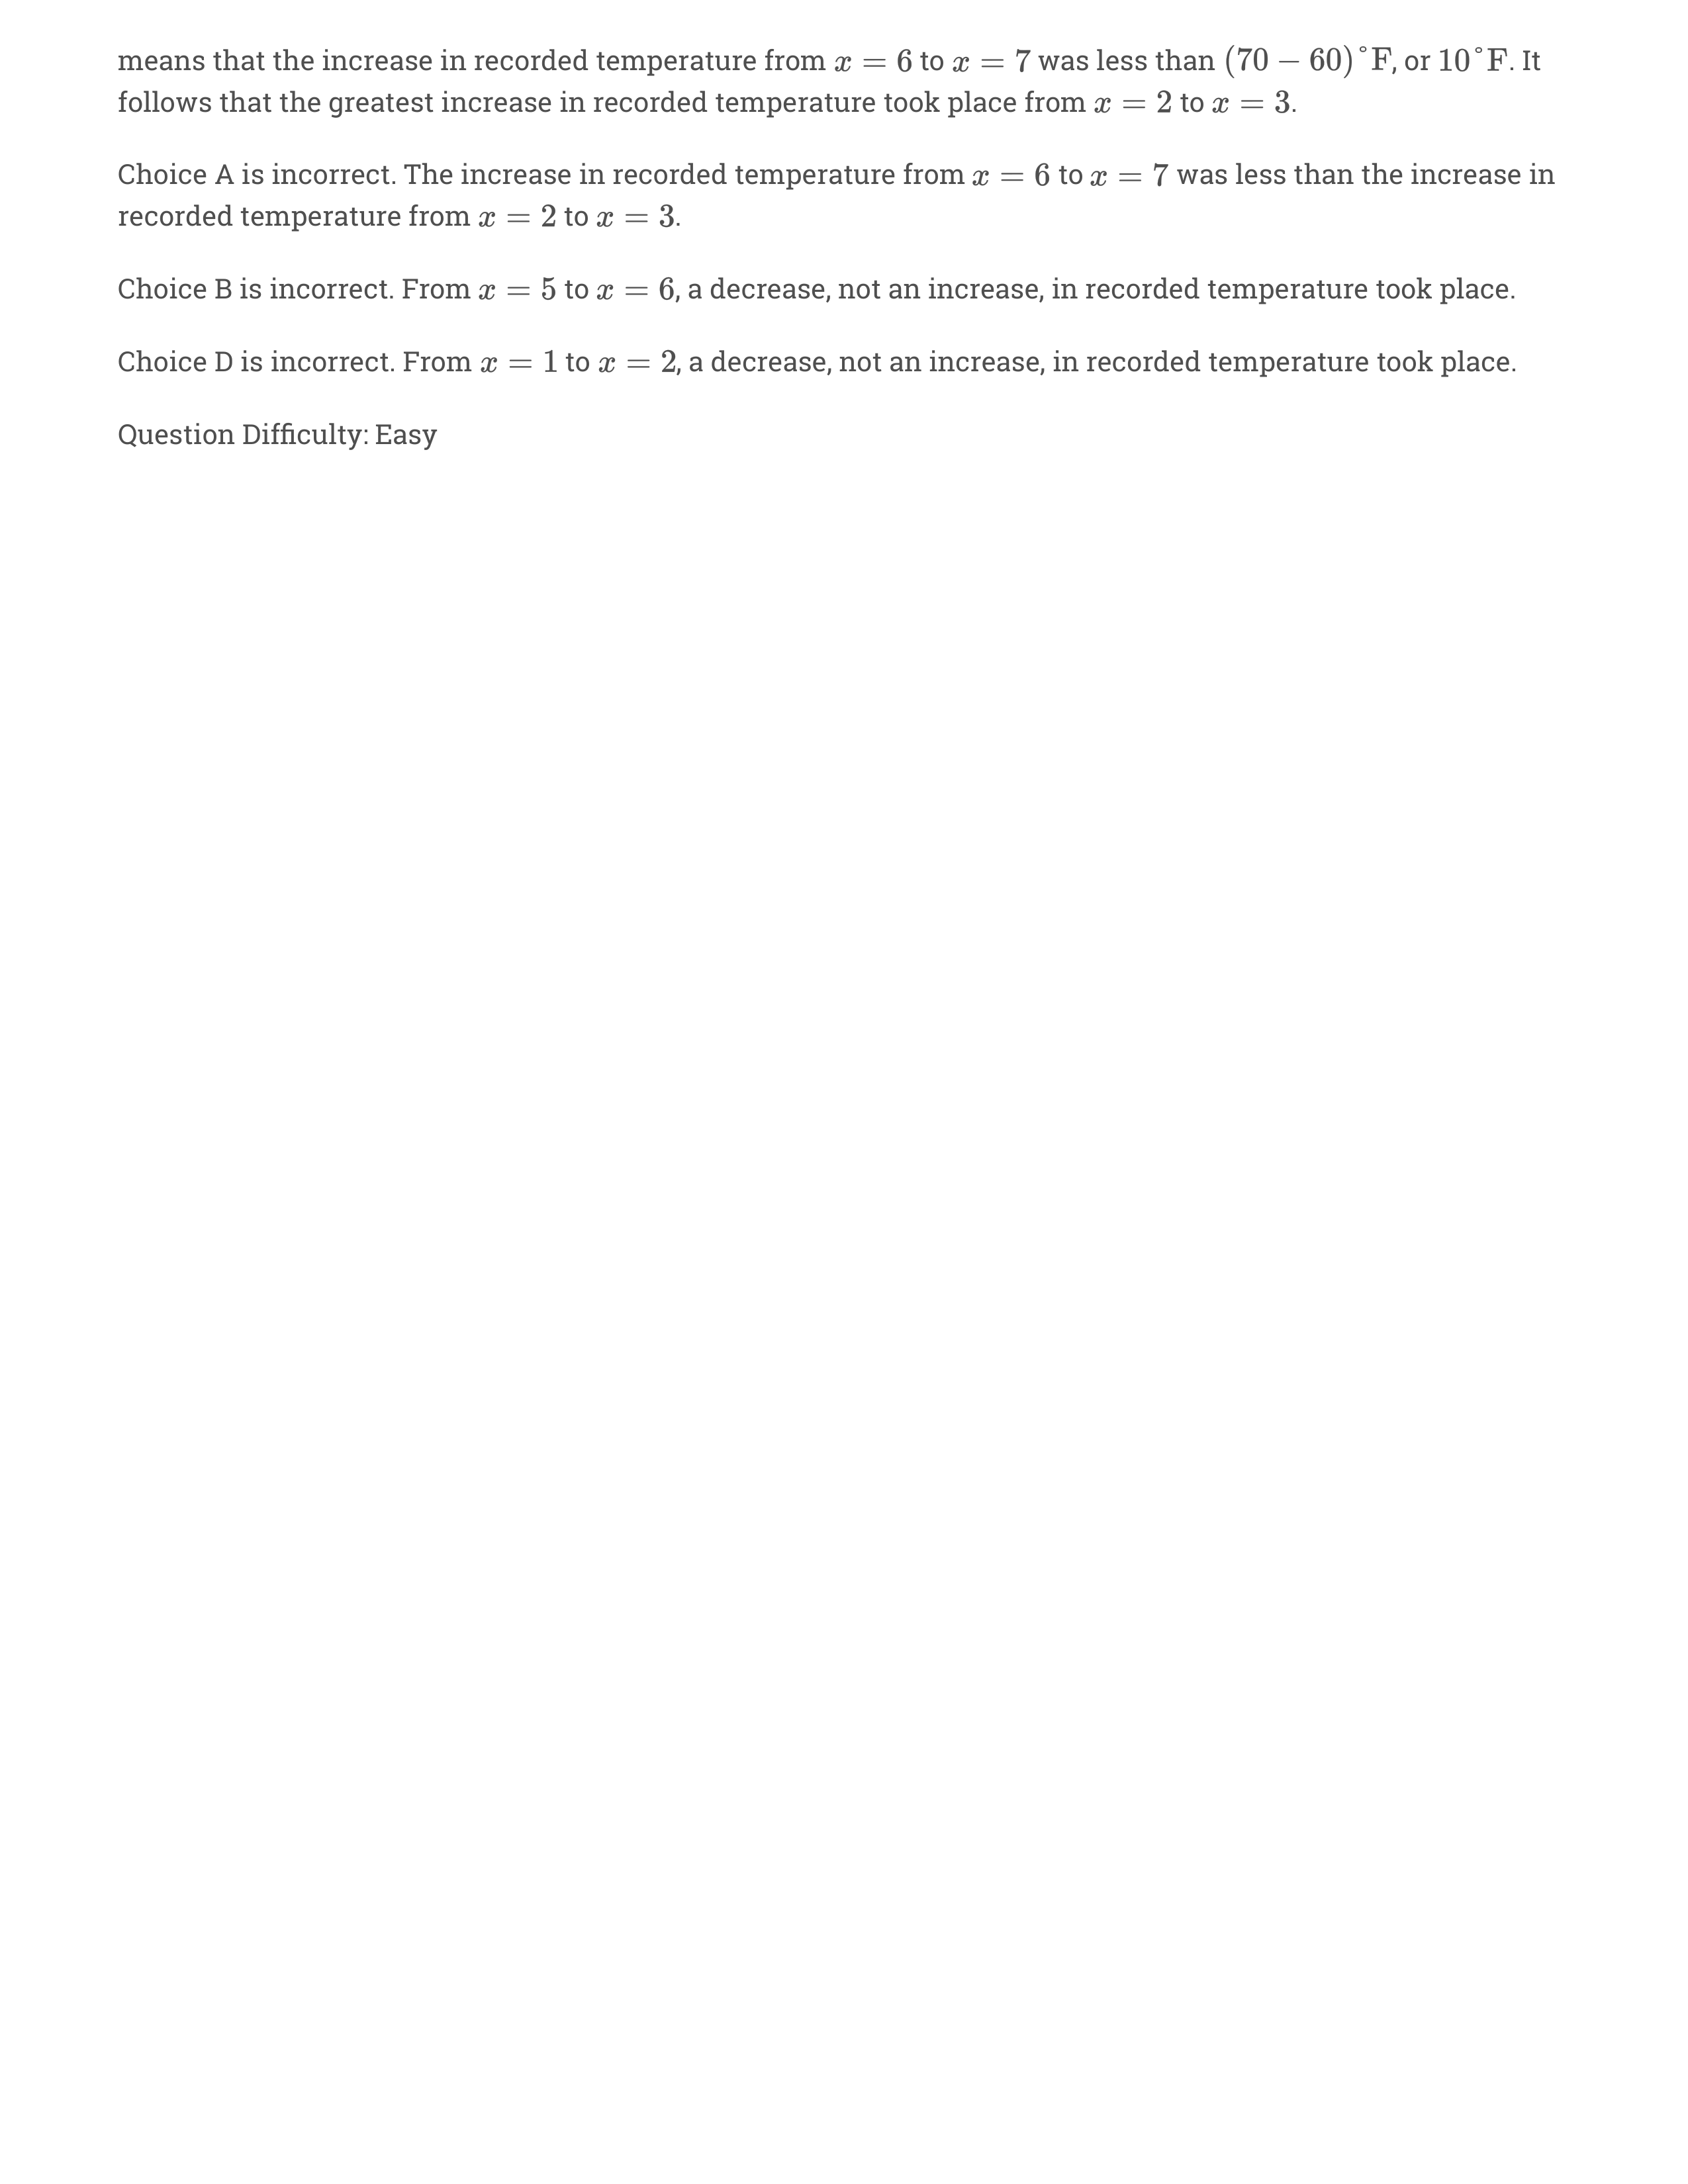 means that the increase in recorded temperature from x = 6 to x = 7 was less than (70 − 60)°F, or 10°F. It
follows that the greatest increase in recorded temperature took place from x = 2 to x = 3.
Choice A is incorrect. The increase in recorded temperature from x = 6 to x = 7 was less than the increase in
recorded temperature from x = 2 to x = 3.
Choice B is incorrect. From x = 5 to x = 6, a decrease, not an increase, in recorded temperature took place.
Choice D is incorrect. From x = 1 to x = 2, a decrease, not an increase, in recorded temperature took place.
Question Difficulty: Easy